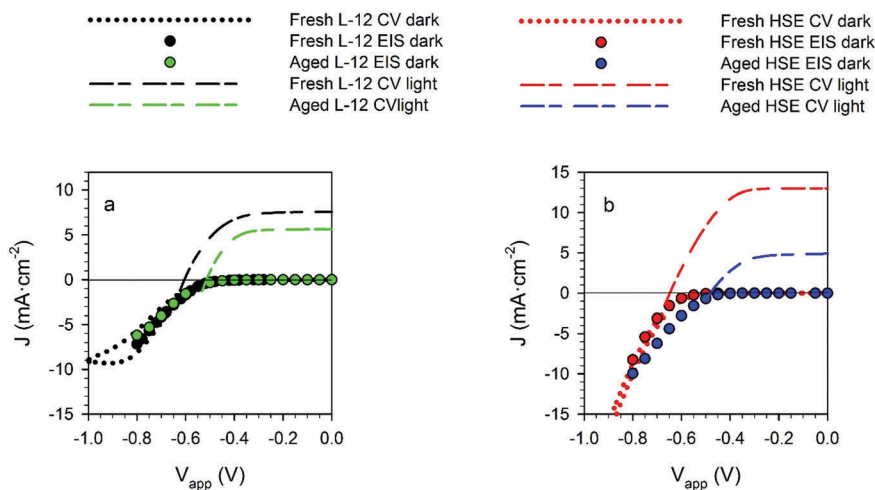 Fresh L-12 CV dark
Fresh L-12 EIS dark
Aged L-12 EIS dark
Fresh L-12 CV light
Aged L-12 CVlight
Fresh HSE CV dark
Fresh HSE EIS dark
Aged HSE EIS dark
Fresh HSE CV light
Aged HSE CV light
a
J (mA·cm-2)
10
5
0
-5
-10
-15
-1.0 -0.8 -0.6 -0.4 -0.2 0.0
Vapp (V)
b
J (mA·cm-2)
15
10
5
0
-5
-10
-15
-1.0 -0.8 -0.6 -0.4 -0.2 0.0
Vapp (V)